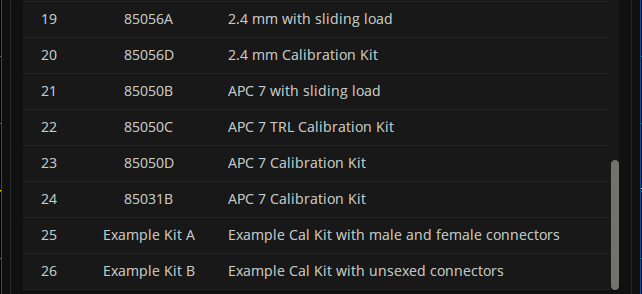 19 85056A 2.4 mm with sliding load
20 85056D 2.4 mm Calibration Kit
21 85050B APC 7 with sliding load
22 85050C APC 7 TRL Calibration Kit
23 85050D APC 7 Calibration Kit
24 85031B APC 7 Calibration Kit
25 Example Kit A Example Cal Kit with male and female connectors
26 Example Kit B Example Cal Kit with unsexed connectors